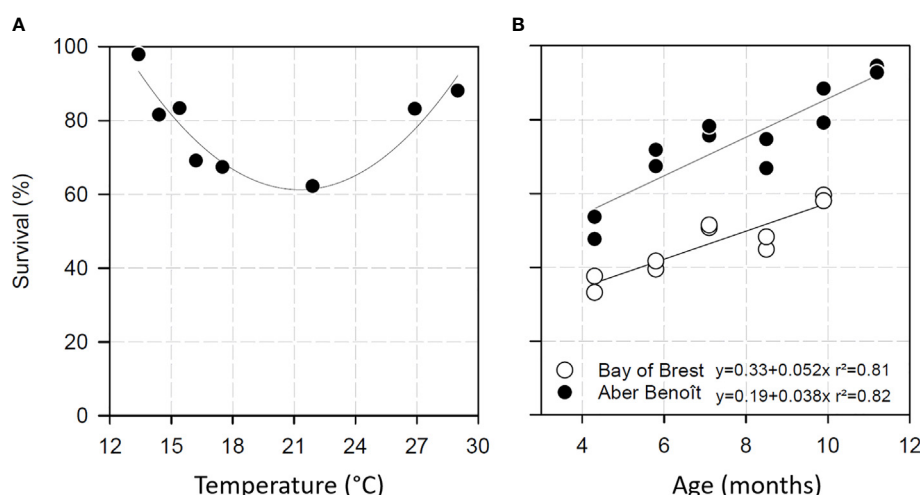 A
B
100
80
60
40
20
0
Survival (%)
12 15 18 21 24 27 30
Temperature (°C)
Bay of Brest y=0.33+0.052x r²=0.81
Aber Benoît y=0.19+0.038x r²=0.82
4 6 8 10 12
Age (months)